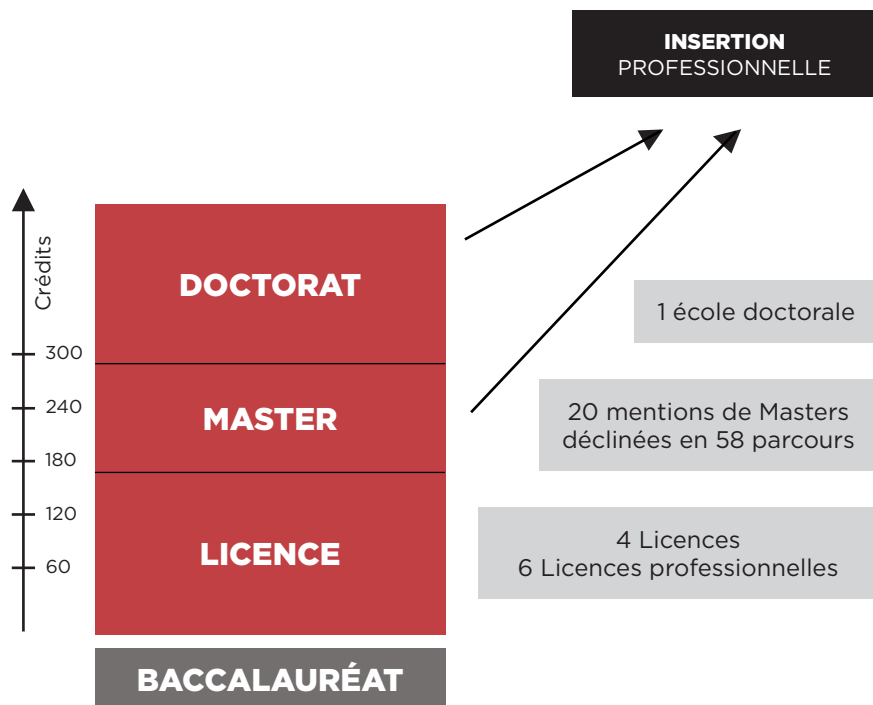 INSERTION
PROFESSIONNELLE
Crédits
300
240
180
120
60
DOCTORAT
MASTER
LICENCE
BACCALAURÉAT
1 école doctorale
20 mentions de Masters
déclinées en 58 parcours
4 Licences
6 Licences professionnelles